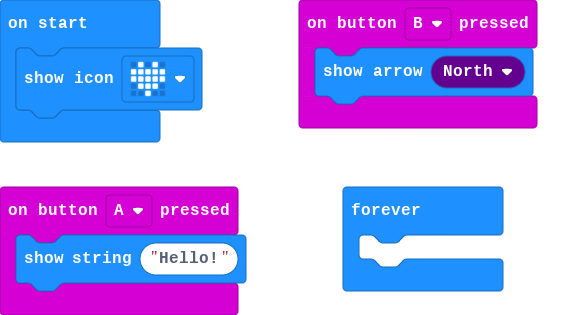 on start
show icon
on button B pressed
show arrow North
on button A pressed
show string "Hello!"
forever